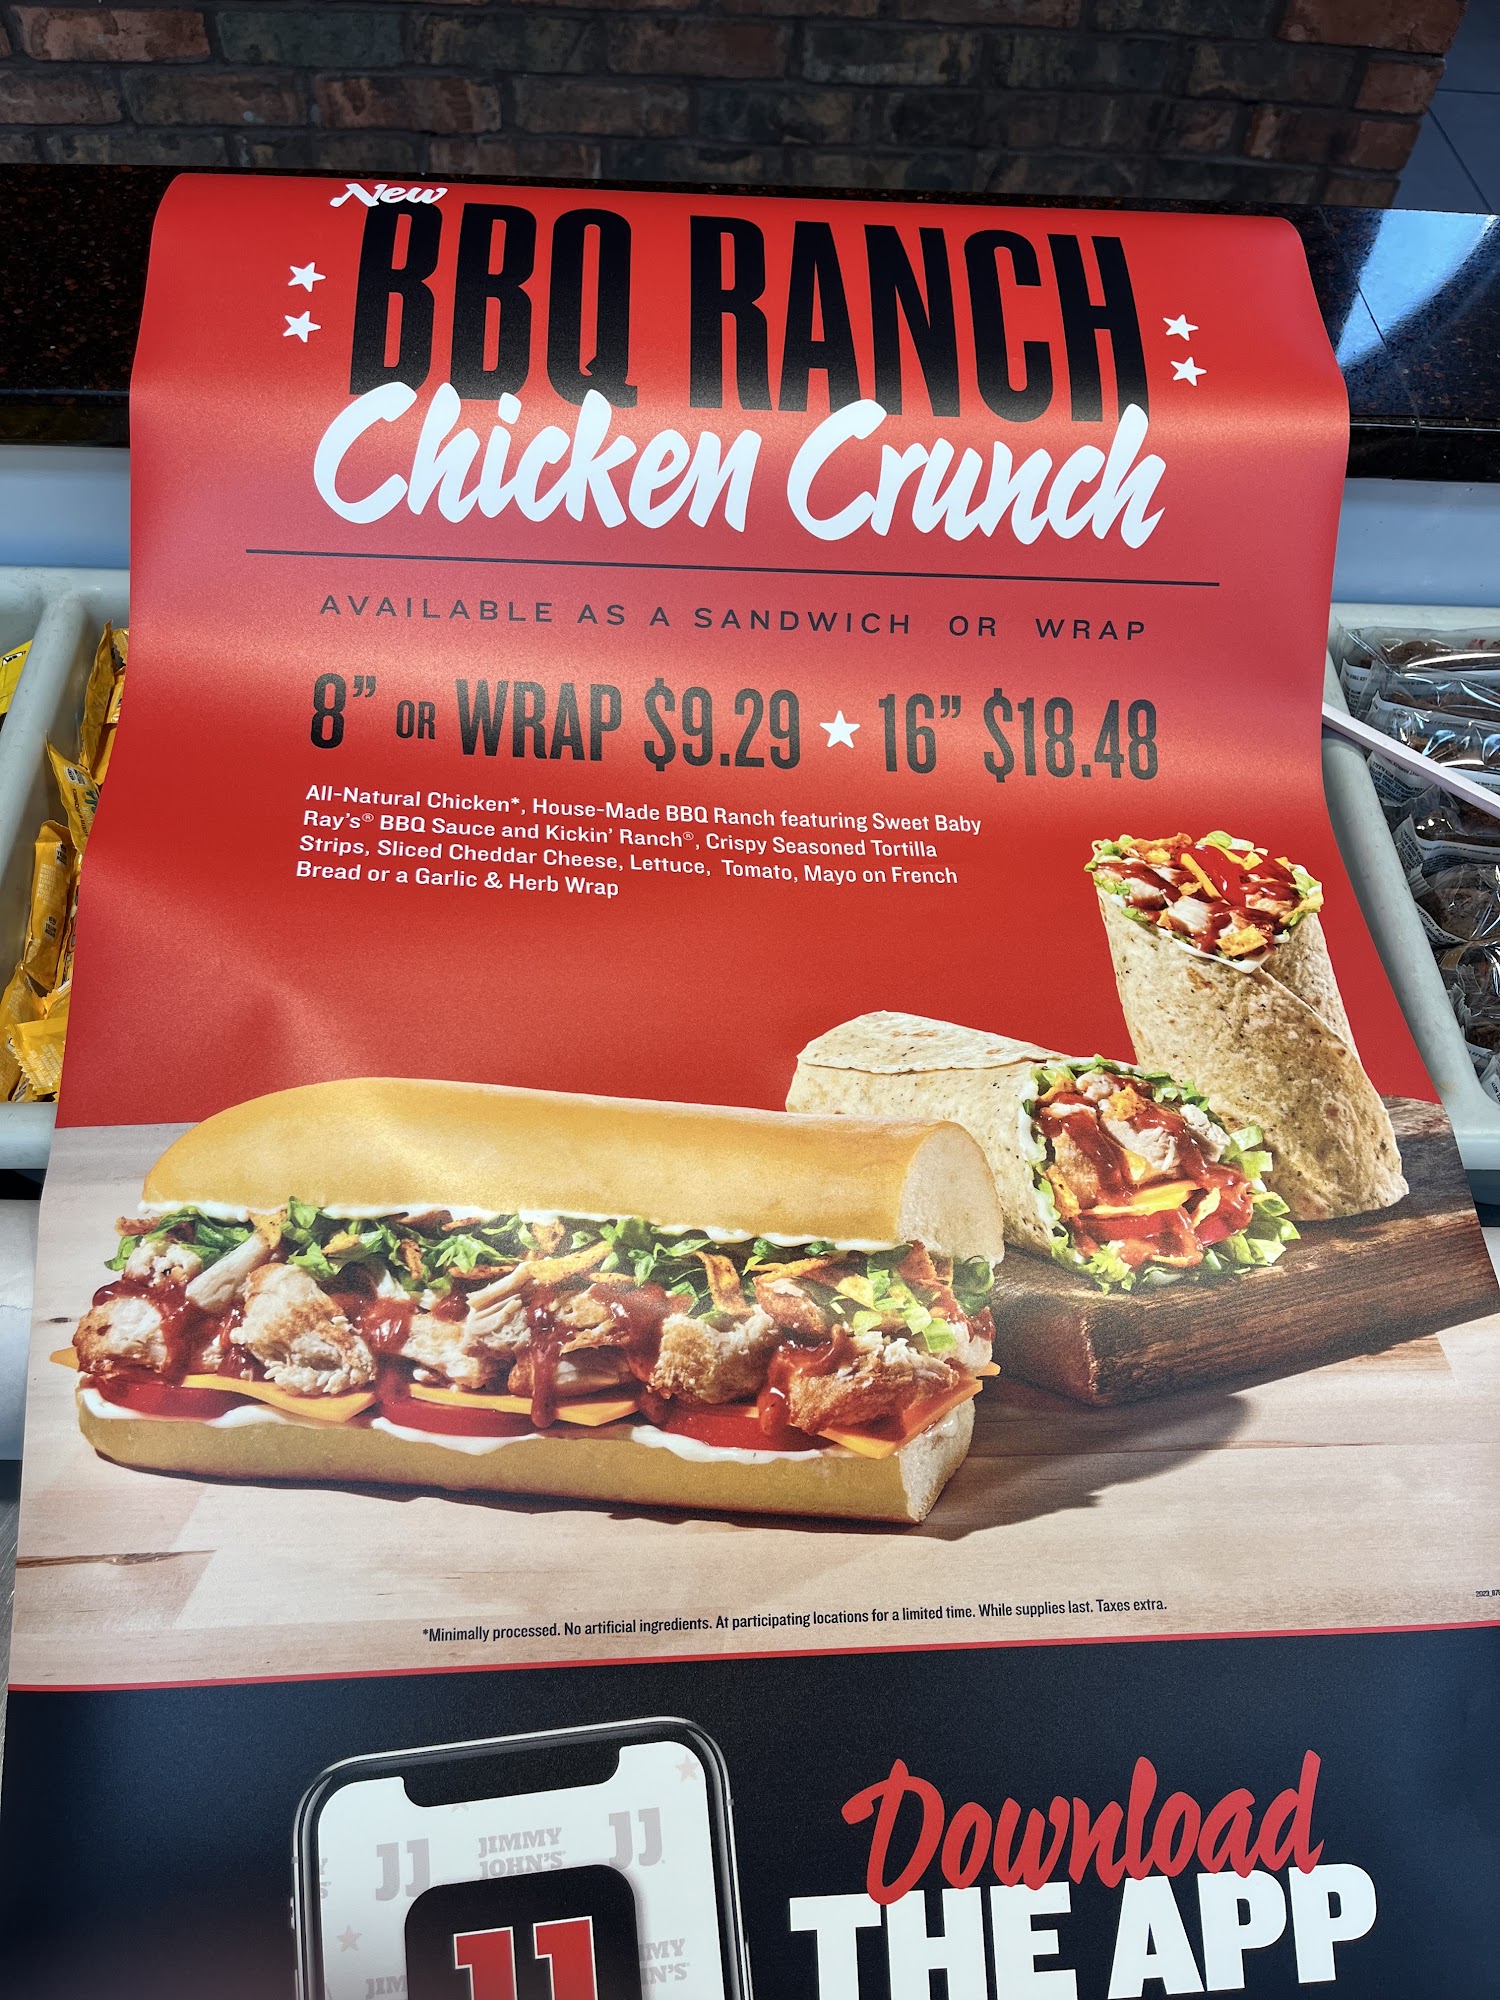 New
BBQ RANCH
Chicken Crunch
AVAILABLE AS A SANDWICH OR WRAP
8” OR WRAP $9.29 ★ 16” $18.48
All-Natural Chicken*, House-Made BBQ Ranch featuring Sweet Baby
Ray's® BBQ Sauce and Kickin' Ranch®, Crispy Seasoned Tortilla
Strips, Sliced Cheddar Cheese, Lettuce, Tomato, Mayo on French
Bread or a Garlic & Herb Wrap
*Minimally processed. No artificial ingredients. At participating locations for a limited time. While supplies last. Taxes extra.
Download
THE APP
JJ
JIMMY
JOHN'S
JJ
JJ